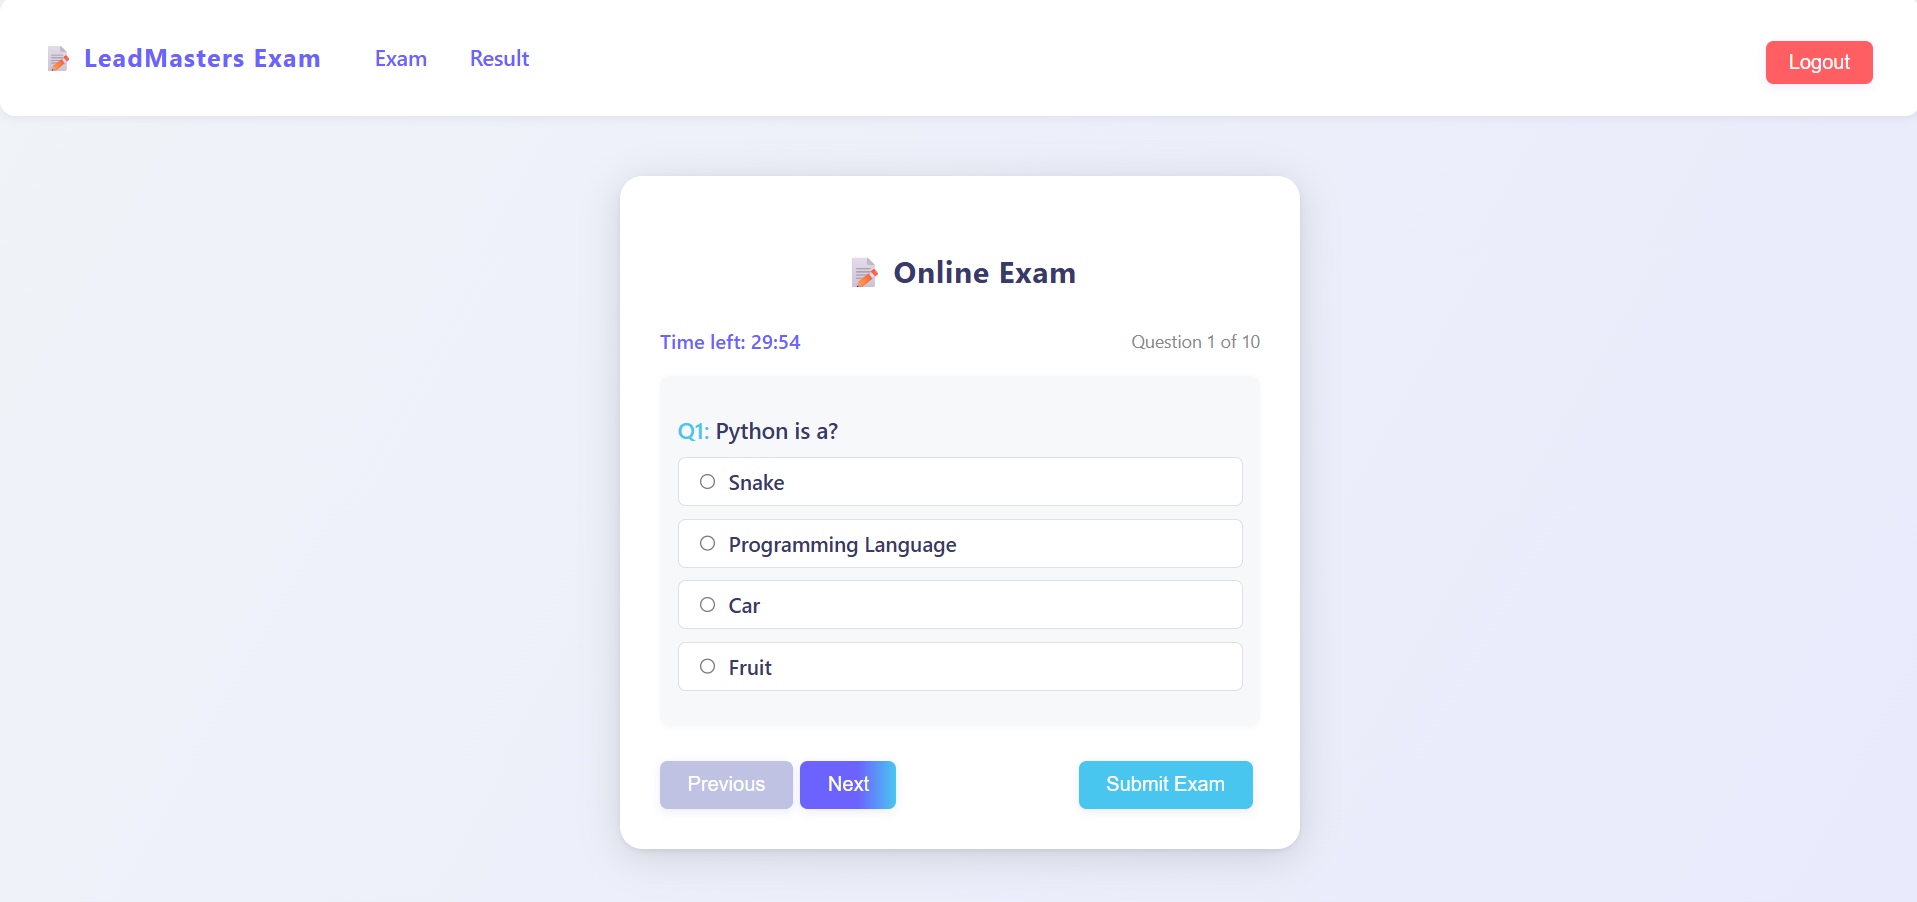 LeadMasters Exam Exam Result Logout
Online Exam
Time left: 29:54 Question 1 of 10
Q1: Python is a?
Snake
Programming Language
Car
Fruit
Previous Next Submit Exam